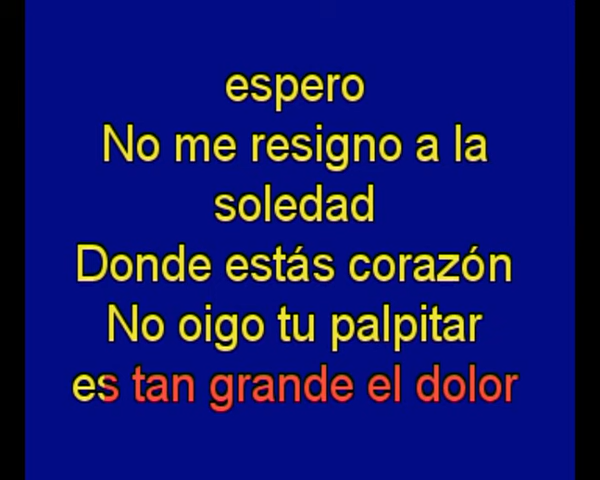 espero
No me resigno a la
soledad
Donde estás corazón
No oigo tu palpitar
es tan grande el dolor